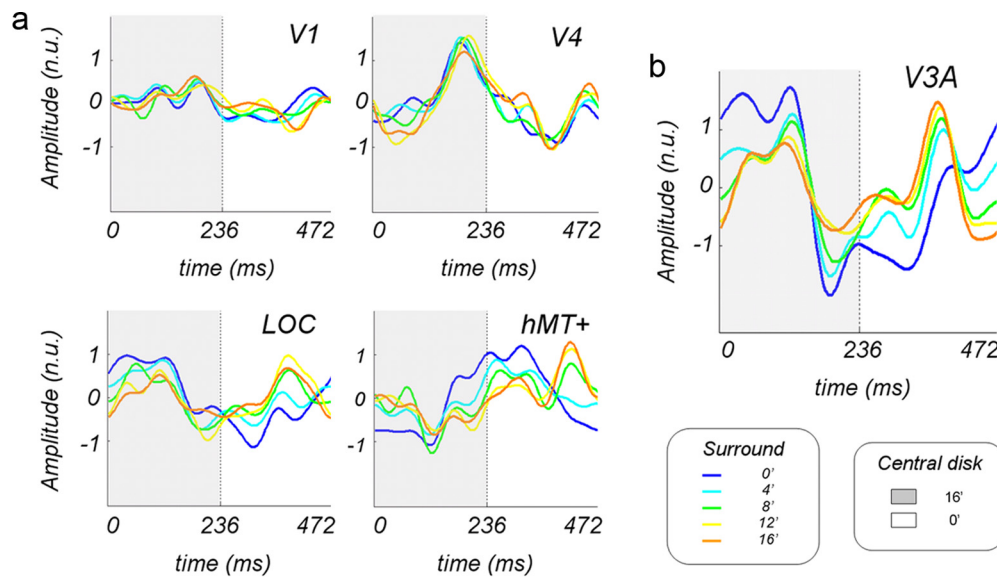 a
V1
Amplitude (n.u.)
1
0
-1
0 236 472
time (ms)
V4
1
0
-1
0 236 472
time (ms)
LOC
Amplitude (n.u.)
1
0
-1
0 236 472
time (ms)
hMT+
1
0
-1
0 236 472
time (ms)
b
V3A
Amplitude (n.u.)
1
0
-1
0 236 472
time (ms)
Surround
0'
4'
8'
12'
16'
Central disk
16'
0'